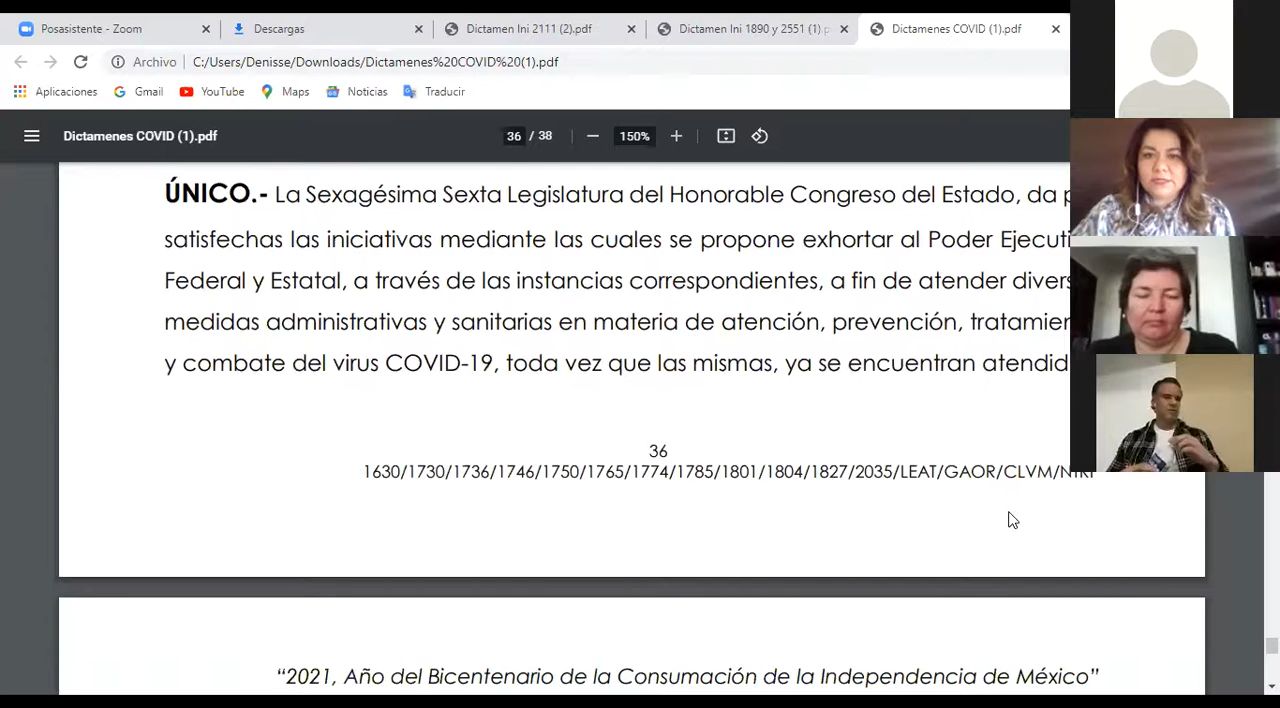 Posasistente - Zoom
Descargas
Dictamen Ini 2111 (2).pdf
Dictamen Ini 1890 y 2551 (1).p
Dictamenes COVID (1).pdf
Archivo
C:/Users/Denisse/Downloads/Dictamenes%20COVID%20(1).pdf
Aplicaciones
Gmail
YouTube
Maps
Noticias
Traducir
Dictamenes COVID (1).pdf
36 / 38
150%
ÚNICO.- La Sexagésima Sexta Legislatura del Honorable Congreso del Estado, da
satisfechas las iniciativas mediante las cuales se propone exhortar al Poder Ejecuti
Federal y Estatal, a través de las instancias correspondientes, a fin de atender divers
medidas administrativas y sanitarias en materia de atención, prevención, tratamien
y combate del virus COVID-19, toda vez que las mismas, ya se encuentran atendid
36
1630/1730/1736/1746/1750/1765/1774/1785/1801/1804/1827/2035/LEAT/GAOR/CLVM/
“2021, Año del Bicentenario de la Consumación de la Independencia de México”